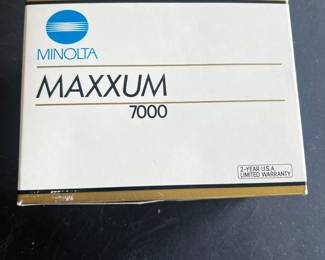 MINOLTA
MAXXUM
7000
2-YEAR U.S.A.
LIMITED WARRANTY